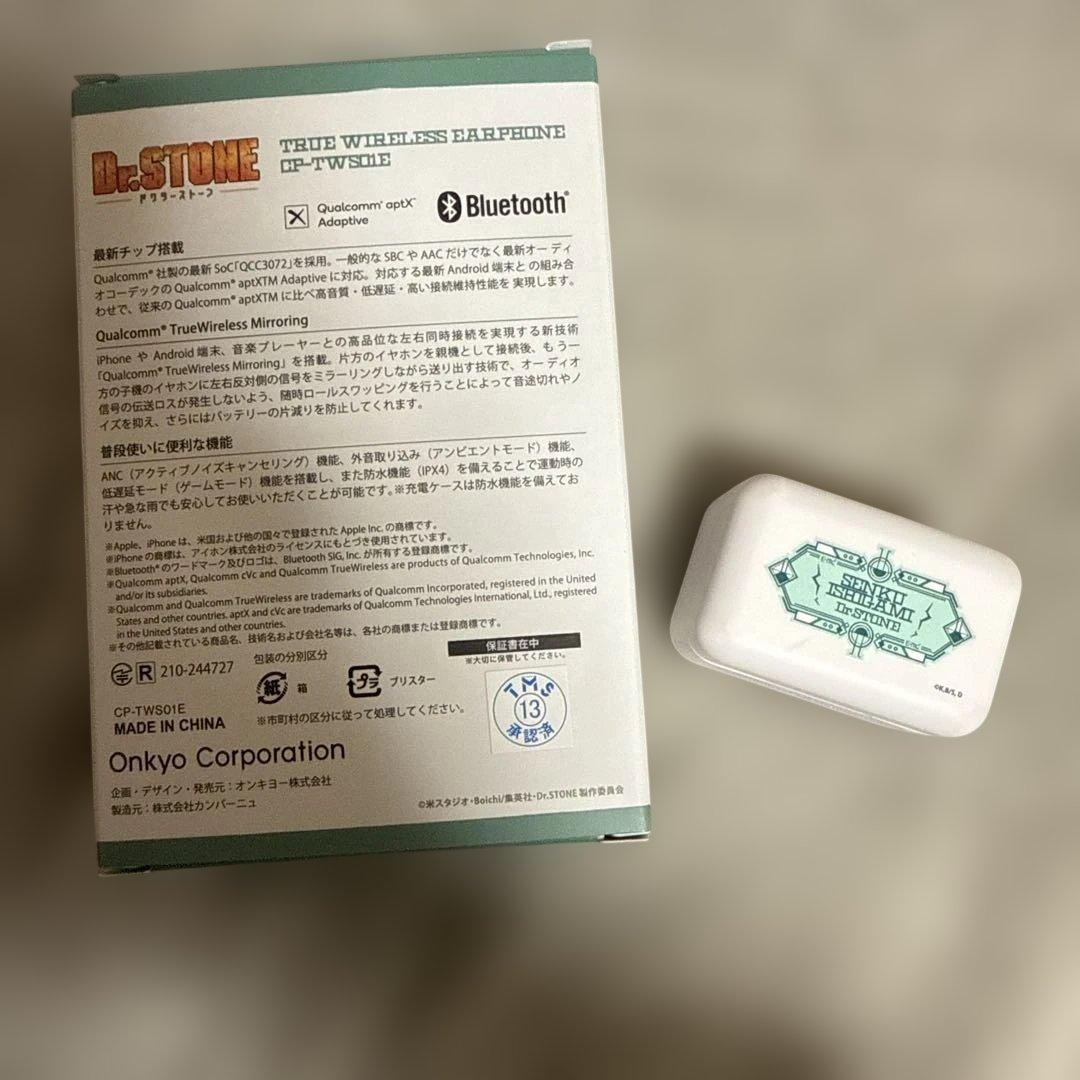 Dr.STONE
ドクターストーン
TRUE WIRELESS EARPHONE
CP-TWS01E
Qualcomm® aptX™
Adaptive
Bluetooth®
最新チップ搭載
Qualcomm® 社製の最新 SoC「QCC3072」を採用。一般的な SBC や AAC だけでなく最新オーディ
オコーデックの Qualcomm® aptXTM Adaptive に対応。対応する最新 Android 端末との組み合
わせで、従来の Qualcomm® aptXTM に比べ高音質・低遅延・高い接続維持性能を実現します。
Qualcomm® TrueWireless Mirroring
iPhone や Android 端末、音楽プレーヤーとの高品位な左右同時接続を実現する新技術
「Qualcomm® TrueWireless Mirroring」を搭載。片方のイヤホンを親機として接続後、もう一
方の子機のイヤホンに左右反対側の信号をミラーリングしながら送り出す技術で、オーディオ
信号の伝送ロスが発生しないよう、随時ロールスワッピングを行うことによって音途切れやノ
イズを抑え、さらにはバッテリーの片減りを防止してくれます。
普段使いに便利な機能
ANC（アクティブノイズキャンセリング）機能、外音取り込み（アンビエントモード）機能、
低遅延モード（ゲームモード）機能を搭載し、また防水機能（IPX4）を備えることで運動時の
汗や急な雨でも安心してお使いいただくことが可能です。※充電ケースは防水機能を備えてお
りません。
※Apple、iPhone は、米国および他の国々で登録された Apple Inc. の商標です。
※iPhone の商標は、アイホン株式会社のライセンスにもとづき使用されています。
※Bluetooth® のワードマーク及びロゴは、Bluetooth SIG, Inc. が所有する登録商標です。
※Qualcomm aptX, Qualcomm cVc and Qualcomm TrueWireless are products of Qualcomm Technologies, Inc.
and/or its subsidiaries.
※Qualcomm and Qualcomm TrueWireless are trademarks of Qualcomm Incorporated, registered in the United
States and other countries. aptX and cVc are trademarks of Qualcomm Technologies International, Ltd., registered
in the United States and other countries.
※その他記載されている商品名、技術名および会社名等は、各社の商標または登録商標です。
R 210-244727
包装の分別区分
紙 箱
プラ ブリスター
※市町村の区分に従って処理してください。
保証書在中
※大切に保管してください。
TMS
13
承認済
CP-TWS01E
MADE IN CHINA
Onkyo Corporation
企画・デザイン・発売元：オンキヨー株式会社
製造元：株式会社カンパーニュ
©米スタジオ・Boichi/集英社・Dr.STONE 製作委員会
SENKU
ISHIGAMI
Dr.STONE
©K,B/S, D